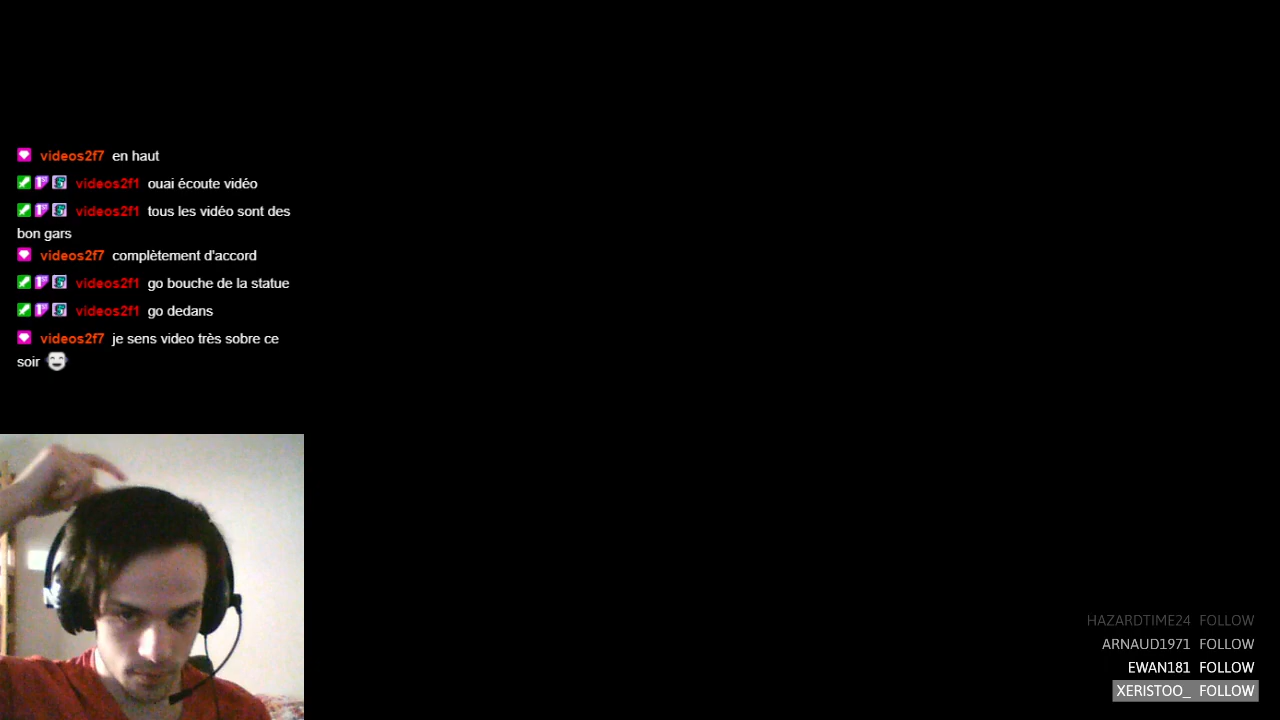 videos2f7 en haut
videos2f1 ouai écoute vidéo
videos2f1 tous les vidéo sont des
bon gars
videos2f7 complètement d'accord
videos2f1 go bouche de la statue
videos2f1 go dedans
videos2f7 je sens video très sobre ce
soir
HAZARDTIME24 FOLLOW
ARNAUD1971 FOLLOW
EWAN181 FOLLOW
XERISTOO_ FOLLOW